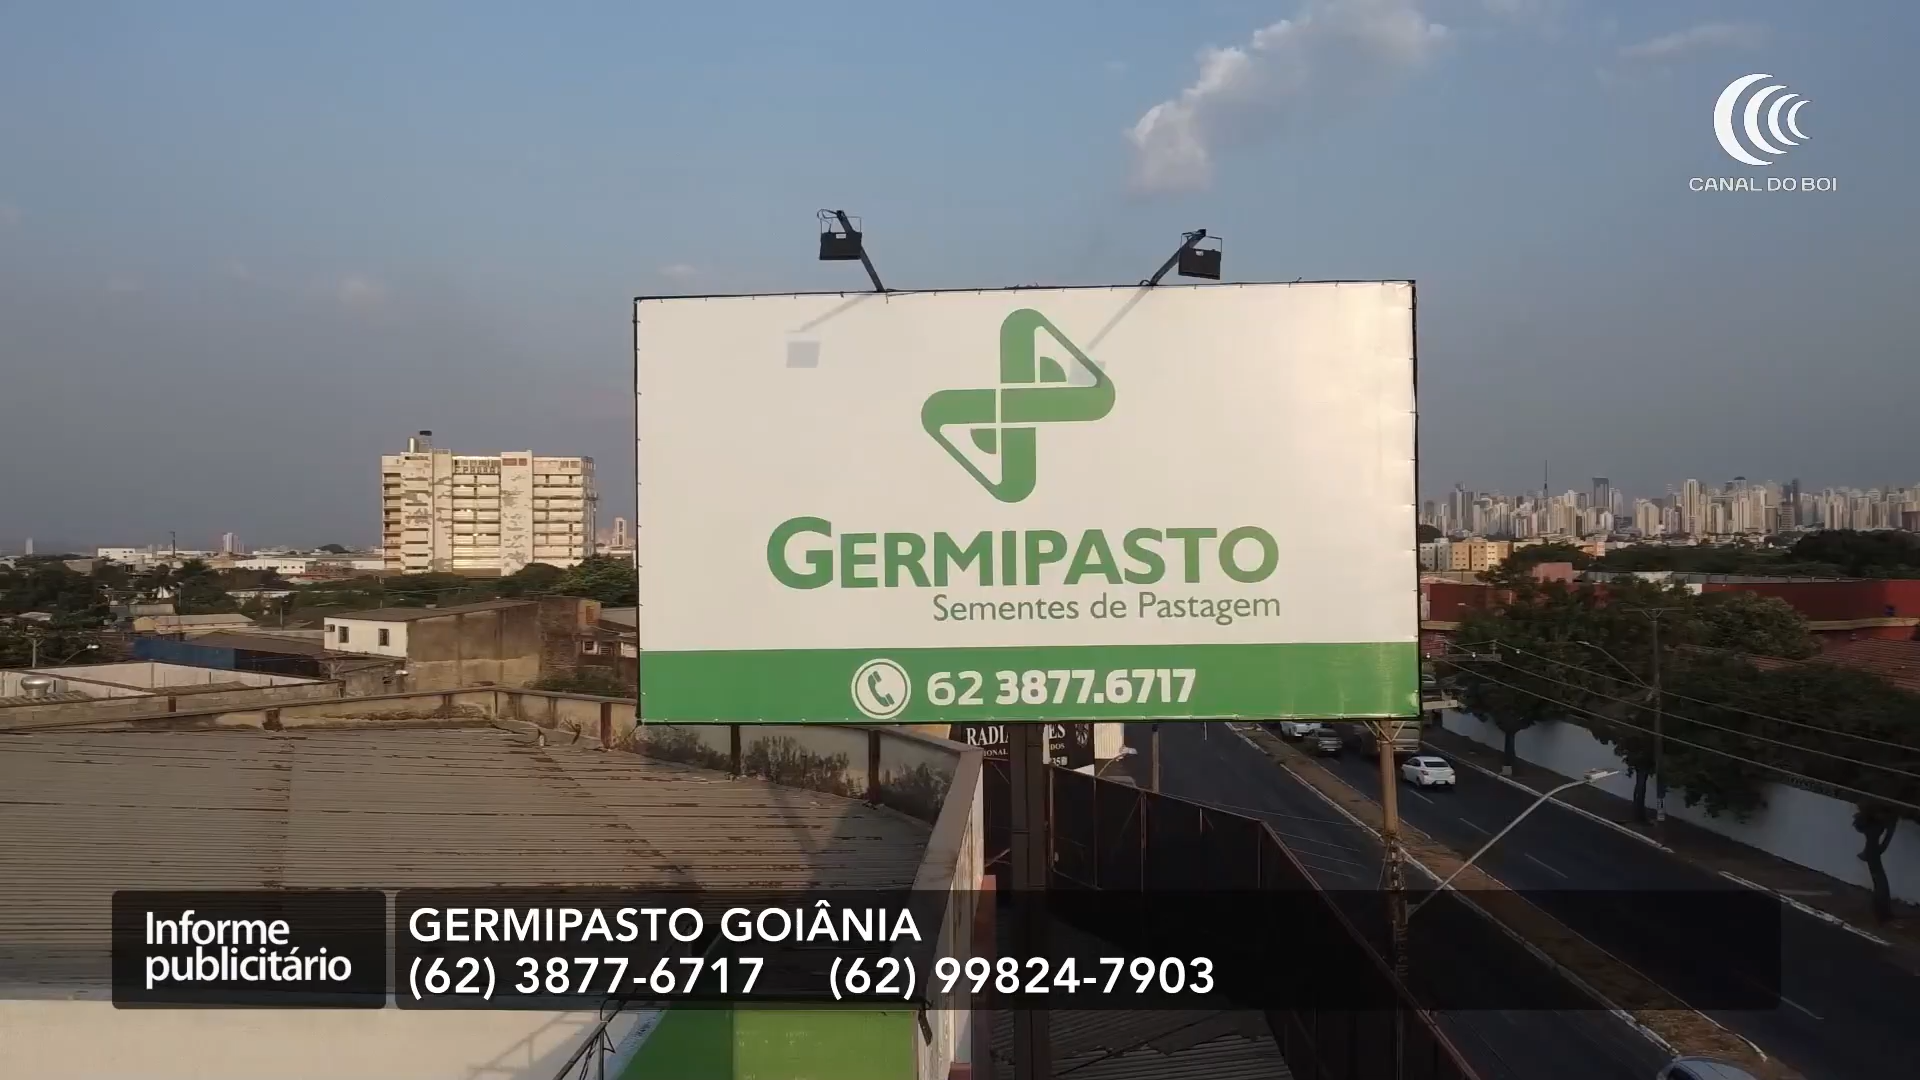 CANAL DO BOI
GERMIPASTO
Sementes de Pastagem
62 3877.6717
Informe
publicitário
GERMIPASTO GOIÂNIA
(62) 3877-6717 (62) 99824-7903